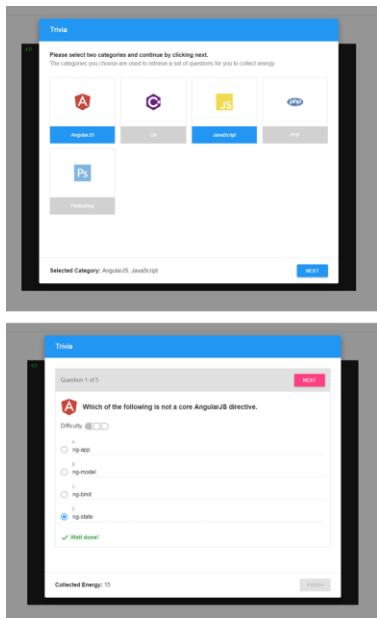 Trivia
Please select two categories and continue by clicking next.
The categories you choose are used to retrieve a set of questions for you to collect energy.
AngularJS
C#
JavaScript
PHP
Photoshop
Selected Category: AngularJS, JavaScript
NEXT
Trivia
Question 1 of 5
NEXT
Which of the following is not a core AngularJS directive.
Difficulty:
A
ng-app
B
ng-model
C
ng-bind
D
ng-state
Well done!
Collected Energy: 15